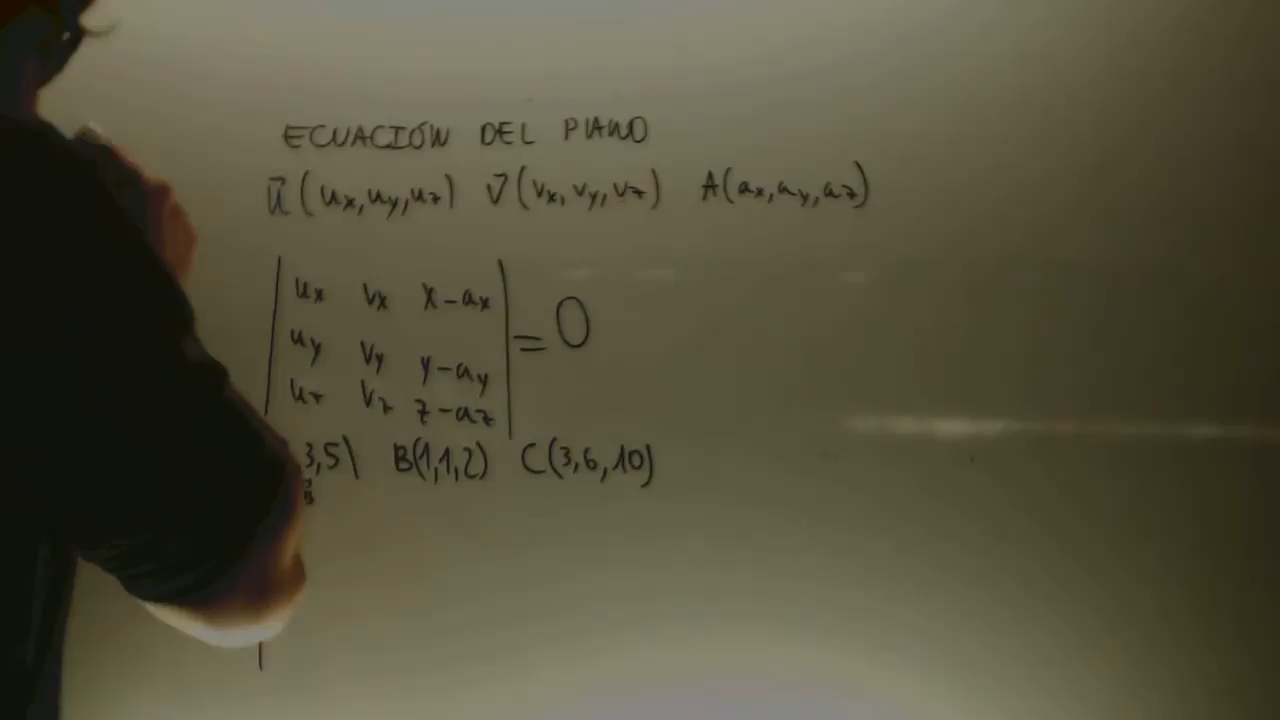 ECUACIÓN DEL PLANO
u⃗(ux,uy,uz) v⃗(vx,vy,vz) A(ax,ay,az)
| ux vx x-ax |
| uy vy y-ay | = 0
| uz vz z-az |
3,5) B(1,1,2) C(3,6,10)